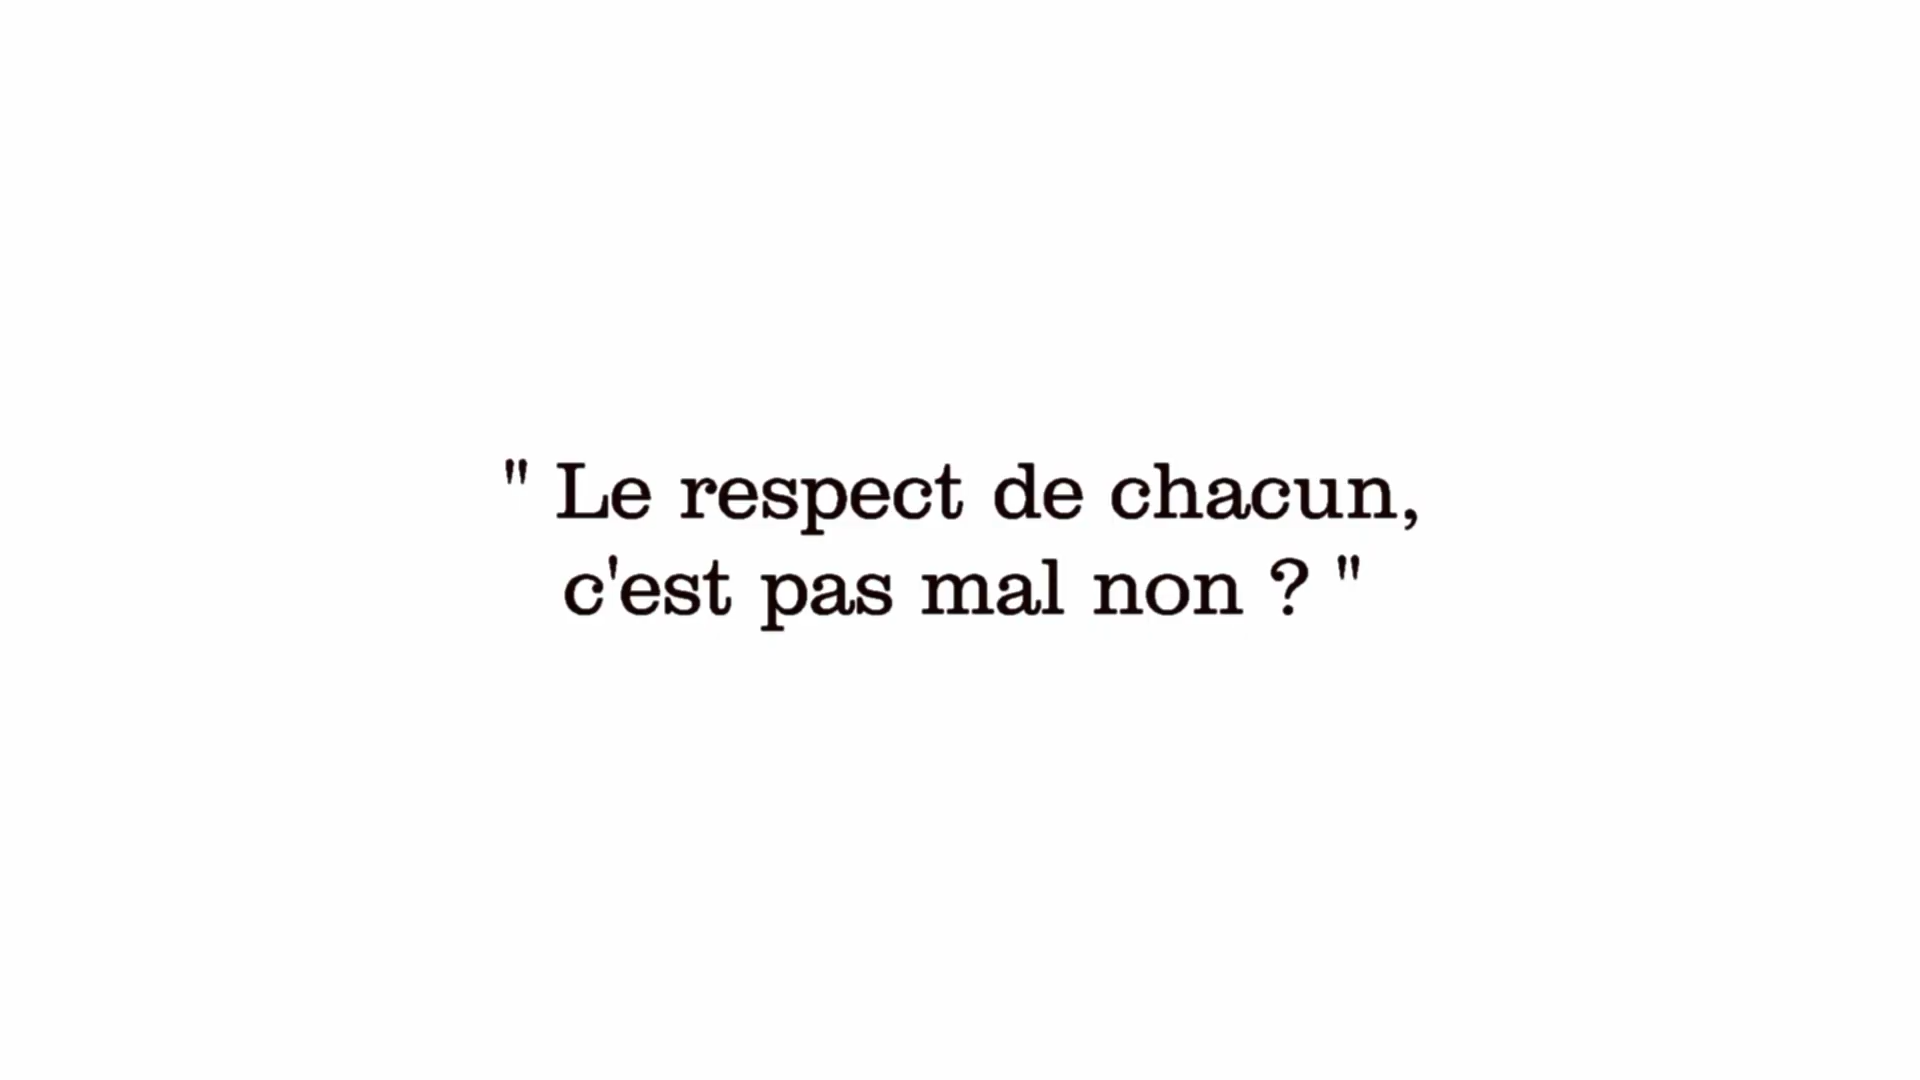 " Le respect de chacun,
c'est pas mal non ? "